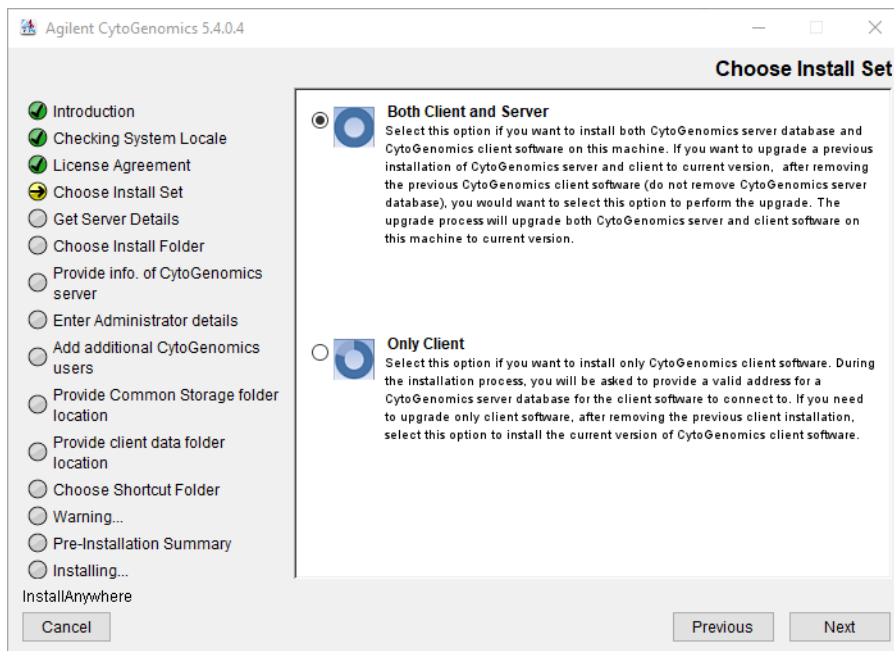 Agilent CytoGenomics 5.4.0.4
Choose Install Set
Introduction
Checking System Locale
License Agreement
Choose Install Set
Get Server Details
Choose Install Folder
Provide info. of CytoGenomics
server
Enter Administrator details
Add additional CytoGenomics
users
Provide Common Storage folder
location
Provide client data folder
location
Choose Shortcut Folder
Warning...
Pre-Installation Summary
Installing...
Both Client and Server
Select this option if you want to install both CytoGenomics server database and
CytoGenomics client software on this machine. If you want to upgrade a previous
installation of CytoGenomics server and client to current version, after removing
the previous CytoGenomics client software (do not remove CytoGenomics server
database), you would want to select this option to perform the upgrade. The
upgrade process will upgrade both CytoGenomics server and client software on
this machine to current version.
Only Client
Select this option if you want to install only CytoGenomics client software. During
the installation process, you will be asked to provide a valid address for a
CytoGenomics server database for the client software to connect to. If you need
to upgrade only client software, after removing the previous client installation,
select this option to install the current version of CytoGenomics client software.
InstallAnywhere
Cancel
Previous
Next